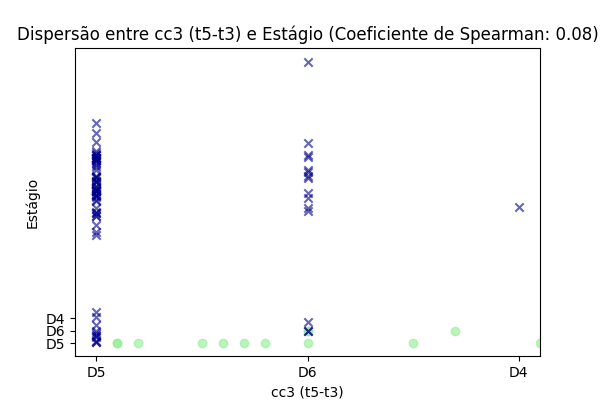 Dispersão entre cc3 (t5-t3) e Estágio (Coeficiente de Spearman: 0.08)
Estágio
D4
D6
D5
D5 D6 D4
cc3 (t5-t3)